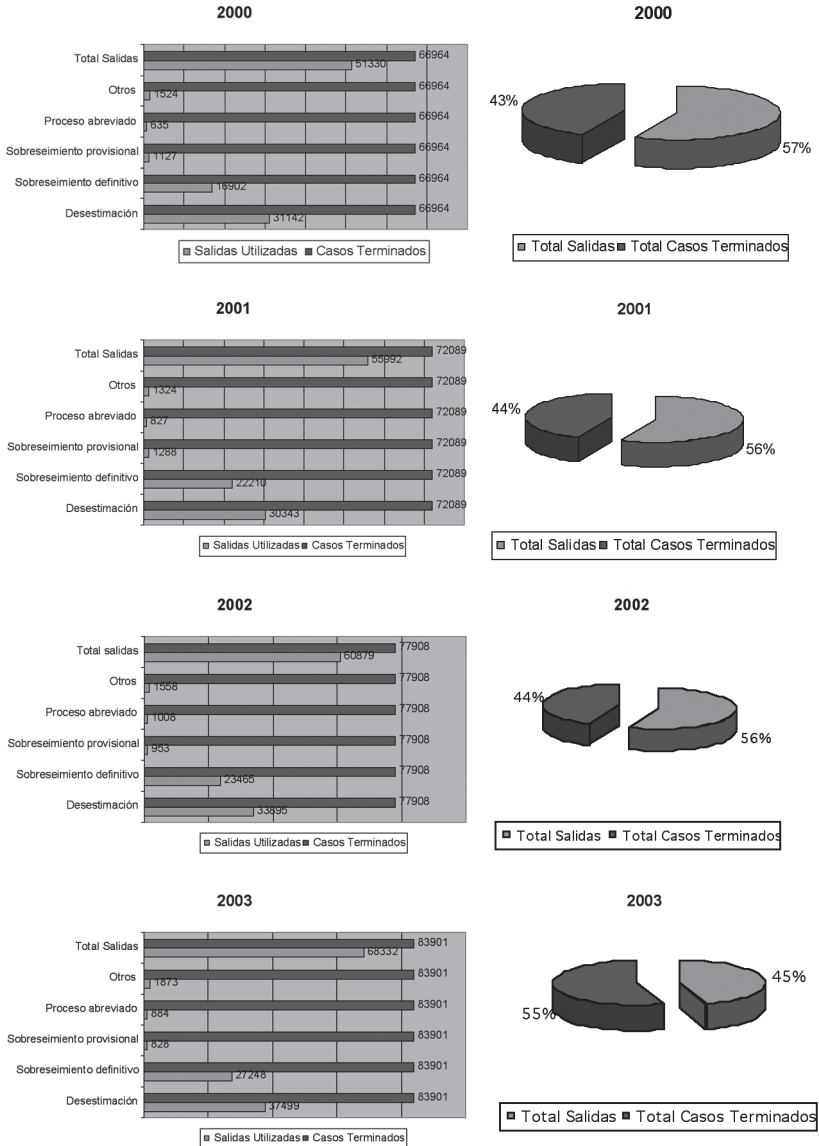 2000
Total Salidas 66964
51330
Otros 66964
1524
Proceso abreviado 66964
635
Sobreseimiento provisional 66964
1127
Sobreseimiento definitivo 66964
16902
Desestimación 66964
31142
Salidas Utilizadas Casos Terminados
2000
43%
57%
Total Salidas Total Casos Terminados
2001
Total Salidas 72089
55992
Otros 72089
1324
Proceso abreviado 72089
827
Sobreseimiento provisional 72089
1288
Sobreseimiento definitivo 72089
22210
Desestimación 72089
30343
Salidas Utilizadas Casos Terminados
2001
44%
56%
Total Salidas Total Casos Terminados
2002
Total salidas 77908
60879
Otros 77908
1558
Proceso abreviado 77908
1008
Sobreseimiento provisional 77908
953
Sobreseimiento definitivo 77908
23465
Desestimación 77908
33895
Salidas Utilizadas Casos Terminados
2002
44%
56%
Total Salidas Total Casos Terminados
2003
Total Salidas 83901
68332
Otros 83901
1873
Proceso abreviado 83901
884
Sobreseimiento provisional 83901
828
Sobreseimiento definitivo 83901
27248
Desestimación 83901
37499
Salidas Utilizadas Casos Terminados
2003
45%
55%
Total Salidas Total Casos Terminados